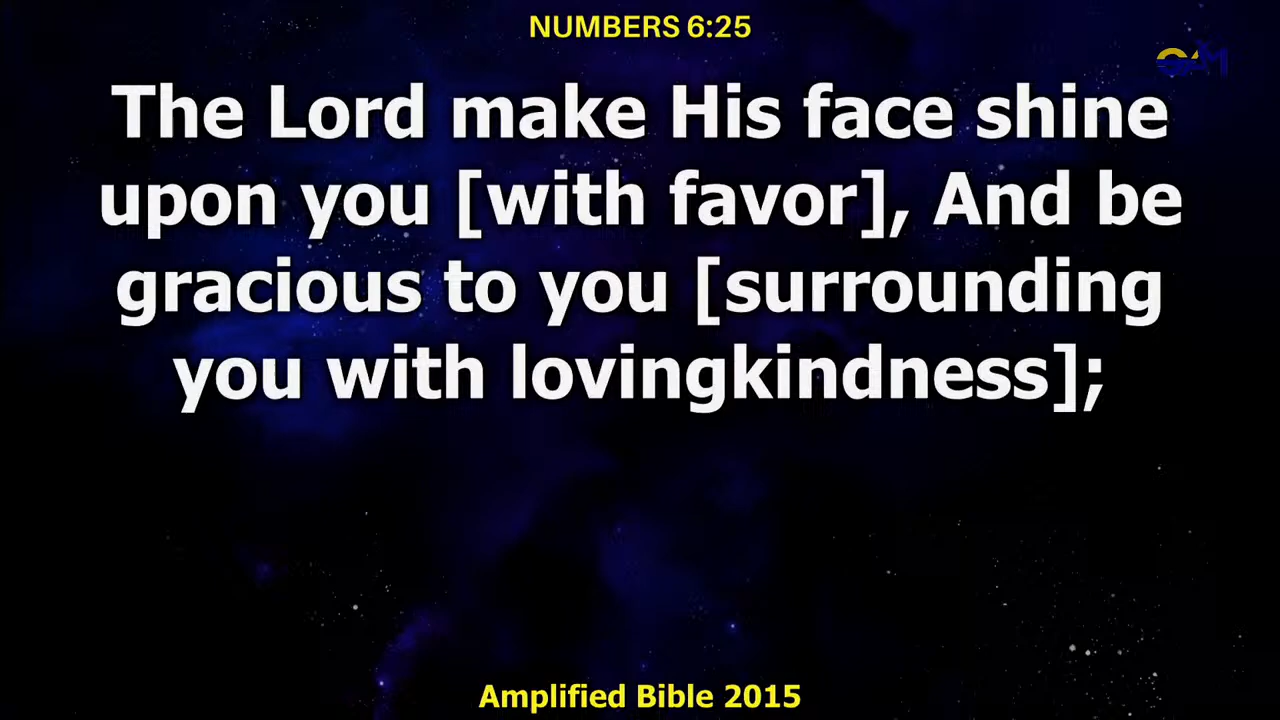 NUMBERS 6:25
The Lord make His face shine
upon you [with favor], And be
gracious to you [surrounding
you with lovingkindness];
Amplified Bible 2015